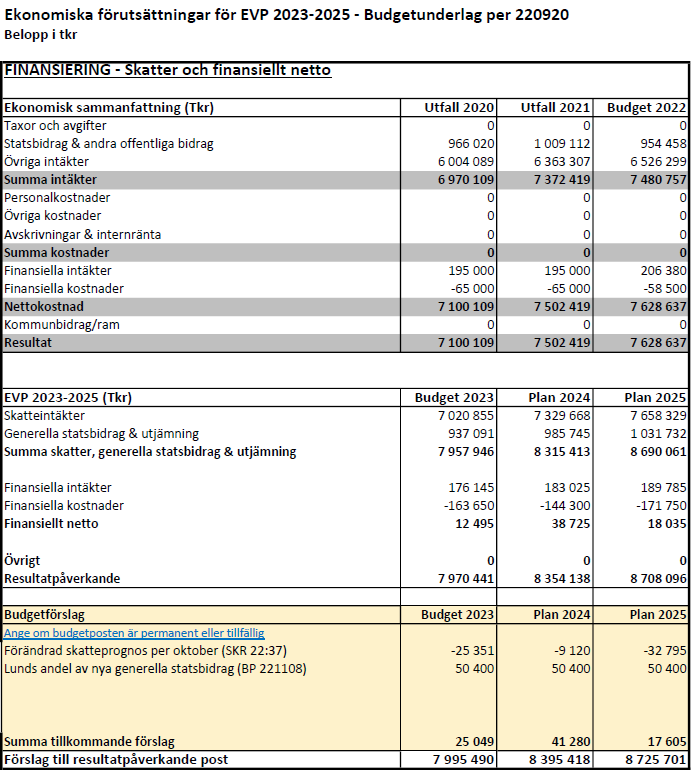 Ekonomiska förutsättningar för EVP 2023-2025 - Budgetunderlag per 220920
Belopp i tkr
FINANSIERING - Skatter och finansiellt netto
Ekonomisk sammanfattning (Tkr) Utfall 2020 Utfall 2021 Budget 2022
Taxor och avgifter 0 0 0
Statsbidrag & andra offentliga bidrag 966 020 1 009 112 954 458
Övriga intäkter 6 004 089 6 363 307 6 526 299
Summa intäkter 6 970 109 7 372 419 7 480 757
Personalkostnader 0 0 0
Övriga kostnader 0 0 0
Avskrivningar & internränta 0 0 0
Summa kostnader 0 0 0
Finansiella intäkter 195 000 195 000 206 380
Finansiella kostnader -65 000 -65 000 -58 500
Nettokostnad 7 100 109 7 502 419 7 628 637
Kommunbidrag/ram 0 0 0
Resultat 7 100 109 7 502 419 7 628 637
EVP 2023-2025 (Tkr) Budget 2023 Plan 2024 Plan 2025
Skatteintäkter 7 020 855 7 329 668 7 658 329
Generella statsbidrag & utjämning 937 091 985 745 1 031 732
Summa skatter, generella statsbidrag & utjämning 7 957 946 8 315 413 8 690 061
Finansiella intäkter 176 145 183 025 189 785
Finansiella kostnader -163 650 -144 300 -171 750
Finansiellt netto 12 495 38 725 18 035
Övrigt 0 0 0
Resultatpåverkande 7 970 441 8 354 138 8 708 096
Budgetförslag Budget 2023 Plan 2024 Plan 2025
Ange om budgetposten är permanent eller tillfällig
Förändrad skatteprognos per oktober (SKR 22:37) -25 351 -9 120 -32 795
Lunds andel av nya generella statsbidrag (BP 221108) 50 400 50 400 50 400
Summa tillkommande förslag 25 049 41 280 17 605
Förslag till resultatpåverkande post 7 995 490 8 395 418 8 725 701